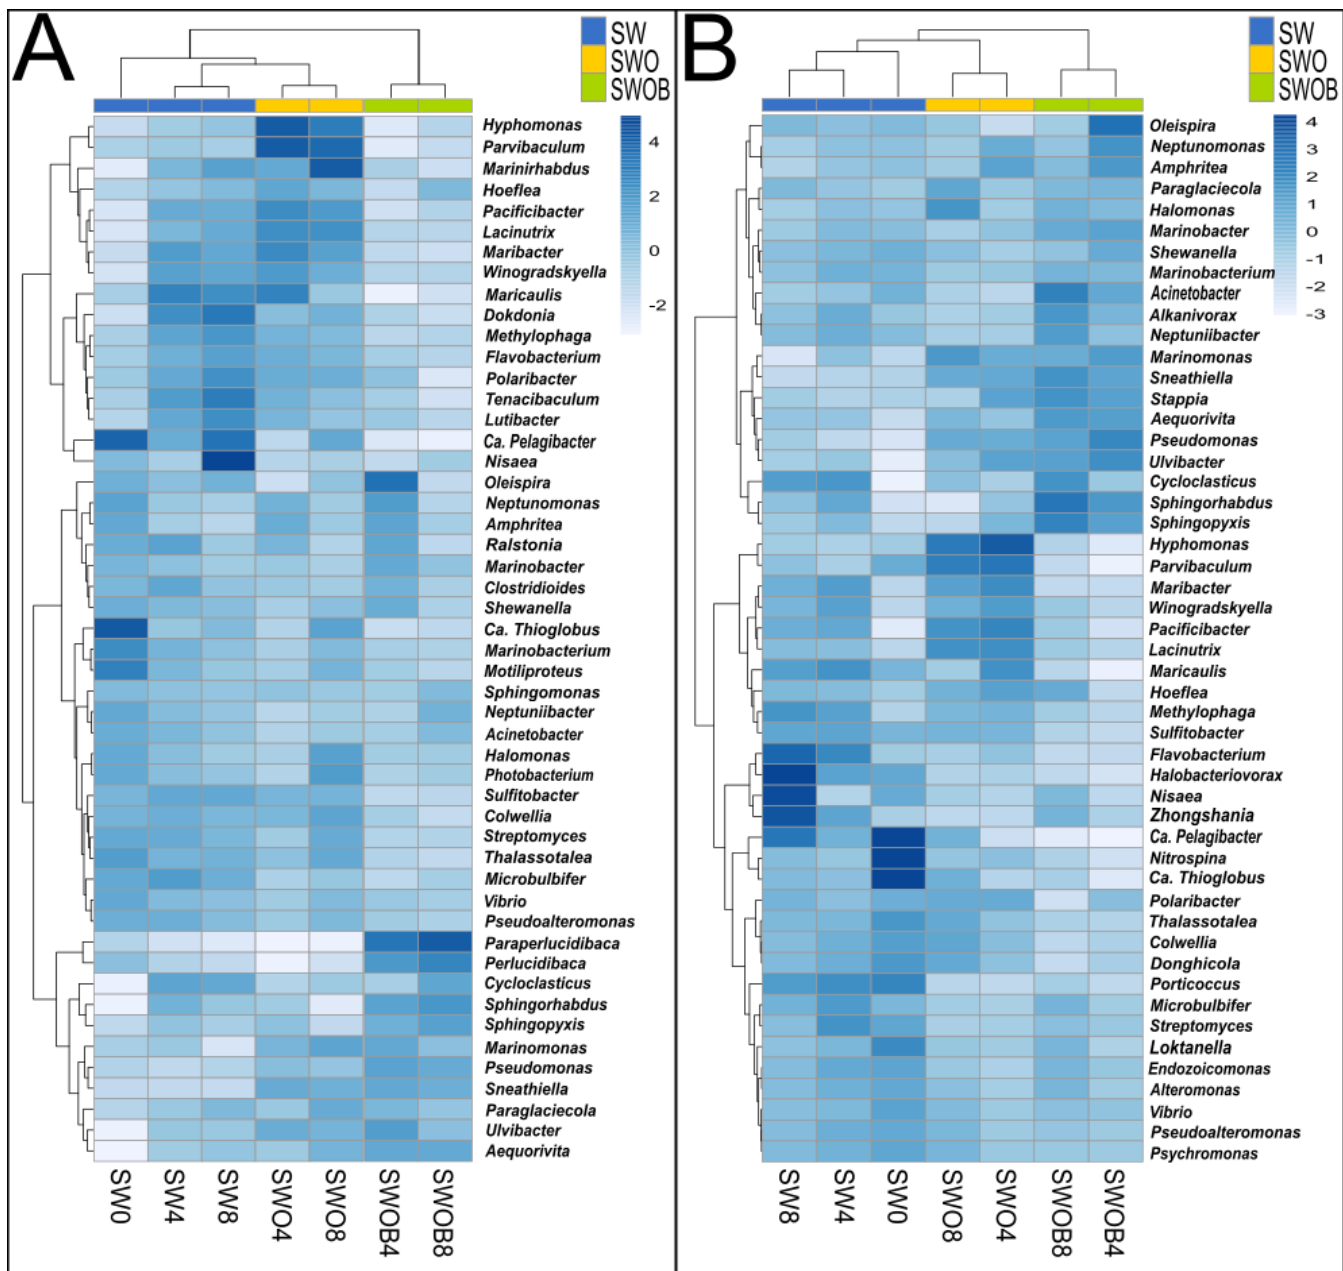 A
SW
SWO
SWOB
4
2
0
-2
Hyphomonas
Parvibaculum
Marinirhabdus
Hoeflea
Pacificibacter
Lacinutrix
Maribacter
Winogradskyella
Maricaulis
Dokdonia
Methylophaga
Flavobacterium
Polaribacter
Tenacibaculum
Lutibacter
Ca. Pelagibacter
Nisaea
Oleispira
Neptunomonas
Amphritea
Ralstonia
Marinobacter
Clostridioides
Shewanella
Ca. Thioglobus
Marinobacterium
Motiliproteus
Sphingomonas
Neptuniibacter
Acinetobacter
Halomonas
Photobacterium
Sulfitobacter
Colwellia
Streptomyces
Thalassotalea
Microbulbifer
Vibrio
Pseudoalteromonas
Paraperlucidibaca
Perlucidibaca
Cycloclasticus
Sphingorhabdus
Sphingopyxis
Marinomonas
Pseudomonas
Sneathiella
Paraglaciecola
Ulvibacter
Aequorivita
SW0
SW4
SW8
SWO4
SWO8
SWOB4
SWOB8
B
SW
SWO
SWOB
4
3
2
1
0
-1
-2
-3
Oleispira
Neptunomonas
Amphritea
Paraglaciecola
Halomonas
Marinobacter
Shewanella
Marinobacterium
Acinetobacter
Alkanivorax
Neptuniibacter
Marinomonas
Sneathiella
Stappia
Aequorivita
Pseudomonas
Ulvibacter
Cycloclasticus
Sphingorhabdus
Sphingopyxis
Hyphomonas
Parvibaculum
Maribacter
Winogradskyella
Pacificibacter
Lacinutrix
Maricaulis
Hoeflea
Methylophaga
Sulfitobacter
Flavobacterium
Halobacteriovorax
Nisaea
Zhongshania
Ca. Pelagibacter
Nitrospina
Ca. Thioglobus
Polaribacter
Thalassotalea
Colwellia
Donghicola
Porticoccus
Microbulbifer
Streptomyces
Loktanella
Endozoicomonas
Alteromonas
Vibrio
Pseudoalteromonas
Psychromonas
SW8
SW4
SW0
SWO8
SWO4
SWOB8
SWOB4